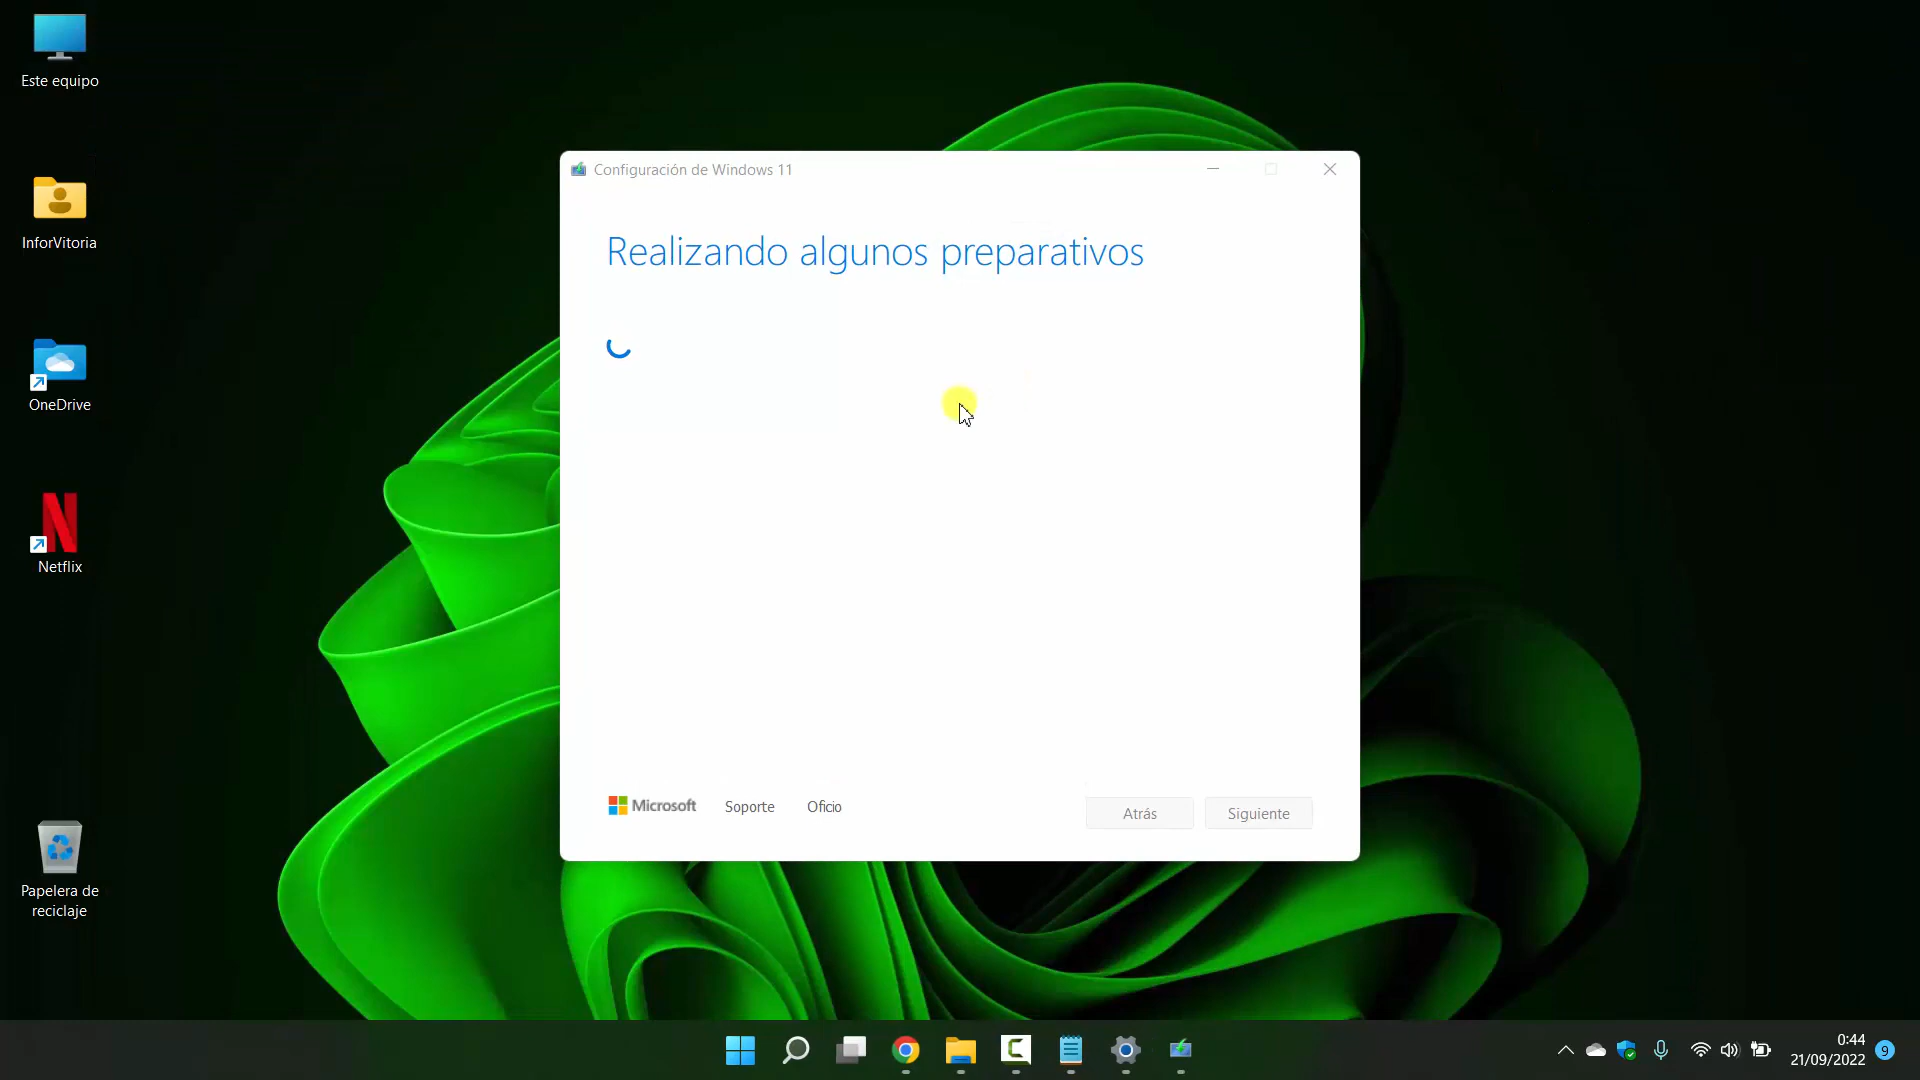 Este equipo
InforVitoria
OneDrive
Netflix
Papelera de
reciclaje
Configuración de Windows 11
Realizando algunos preparativos
Microsoft
Soporte
Oficio
Atrás
Siguiente
0:44
21/09/2022
9